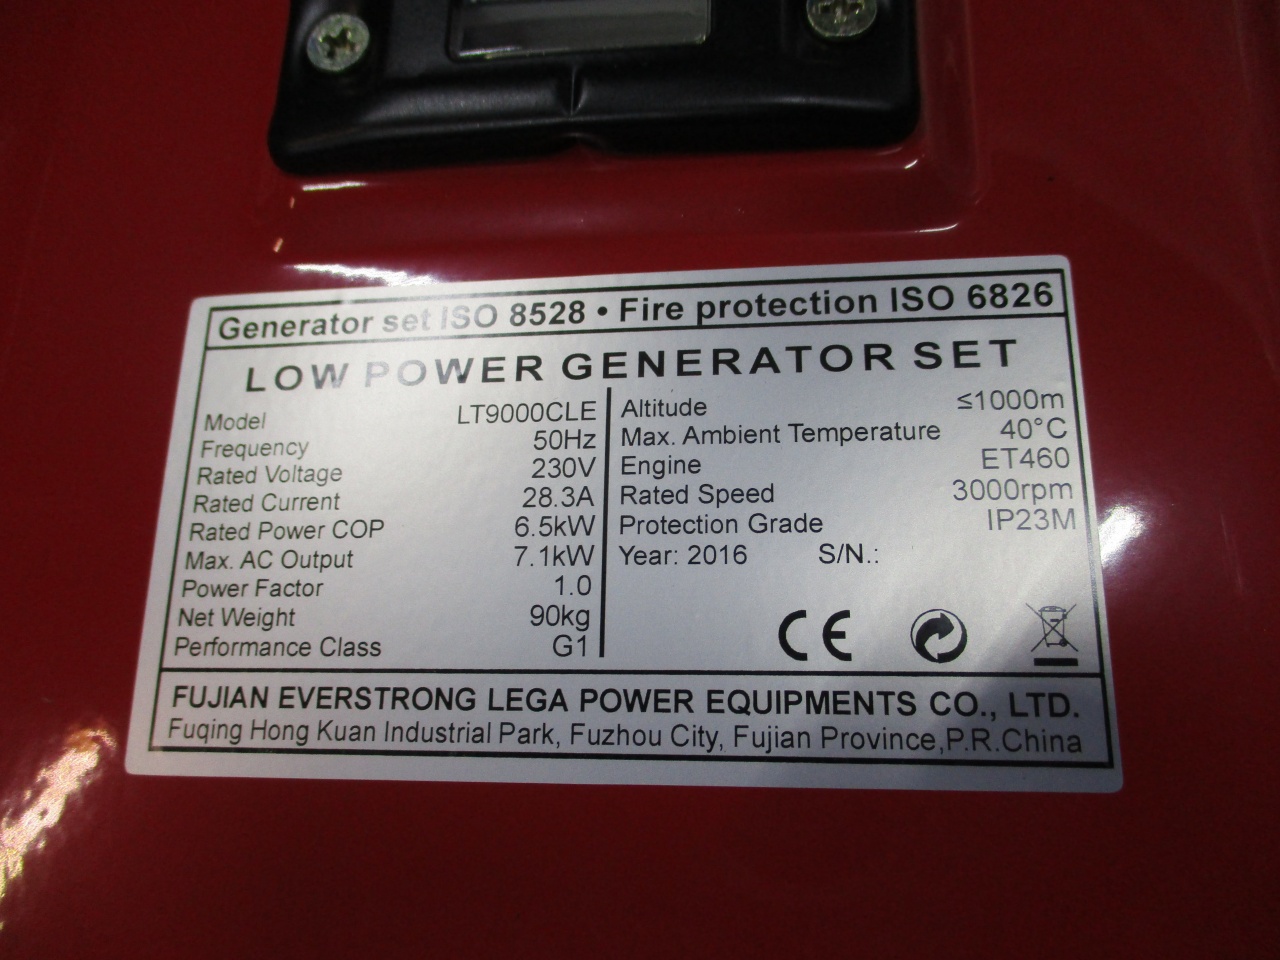 Generator set ISO 8528 • Fire protection ISO 6826
LOW POWER GENERATOR SET
Model LT9000CLE
Frequency 50Hz
Rated Voltage 230V
Rated Current 28.3A
Rated Power COP 6.5kW
Max. AC Output 7.1kW
Power Factor 1.0
Net Weight 90kg
Performance Class G1
Altitude ≤1000m
Max. Ambient Temperature 40°C
Engine ET460
Rated Speed 3000rpm
Protection Grade IP23M
Year: 2016 S/N.:
CE
FUJIAN EVERSTRONG LEGA POWER EQUIPMENTS CO., LTD.
Fuqing Hong Kuan Industrial Park, Fuzhou City, Fujian Province,P.R.China